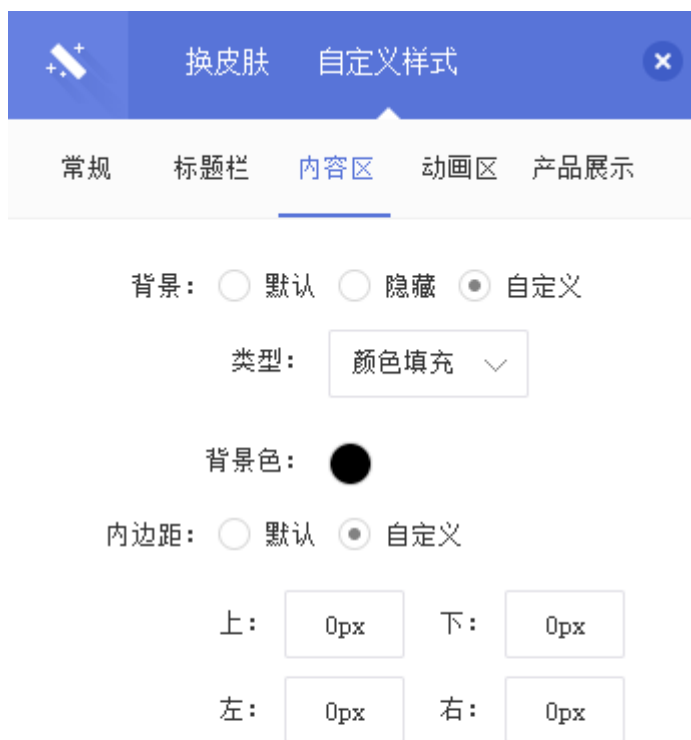 换皮肤 自定义样式
常规 标题栏 内容区 动画区 产品展示
背景: 默认 隐藏 自定义
类型: 颜色填充
背景色:
内边距: 默认 自定义
上: 0px 下: 0px
左: 0px 右: 0px